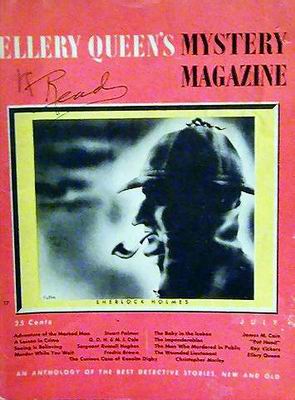 ELLERY QUEEN'S MYSTERY
MAGAZINE
Read
SHERLOCK HOLMES
25 Cents JULY
Adventure of the Marked Man Stuart Palmer
A Lesson in Crime G. D. H. & M. I. Cole
Seeing is Believing Sergeant Russell Hughes
Murder While You Wait Fredric Brown
The Curious Case of Kenelm Digby Christopher Morley
The Baby in the Icebox James M. Cain
The Imponderables "Pat Hand"
The Man Who Murdered in Public Roy Vickers
The Wounded Lieutenant Ellery Queen
AN ANTHOLOGY OF THE BEST DETECTIVE STORIES, NEW AND OLD